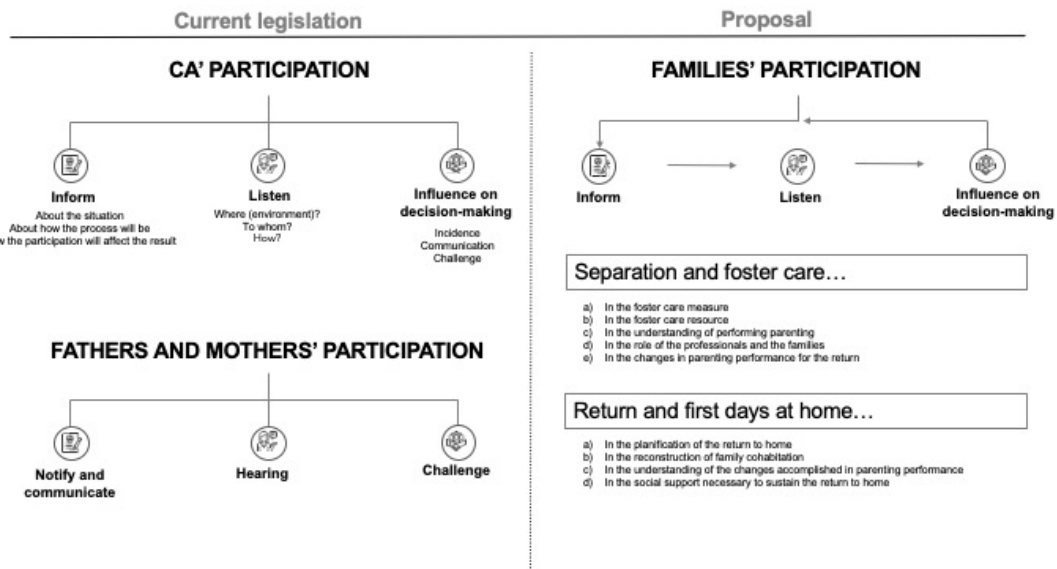 Current legislation
Proposal
CA' PARTICIPATION
Inform
About the situation
About how the process will be
w the participation will affect the result
Listen
Where (environment)?
To whom?
How?
Influence on
decision-making
Incidence
Communication
Challenge
FATHERS AND MOTHERS' PARTICIPATION
Notify and
communicate
Hearing
Challenge
FAMILIES' PARTICIPATION
Inform
Listen
Influence on
decision-making
Separation and foster care...
a) In the foster care measure
b) In the foster care resource
c) In the understanding of performing parenting
d) In the role of the professionals and the families
e) In the changes in parenting performance for the return
Return and first days at home...
a) In the planification of the return to home
b) In the reconstruction of family cohabitation
c) In the understanding of the changes accomplished in parenting performance
d) In the social support necessary to sustain the return to home